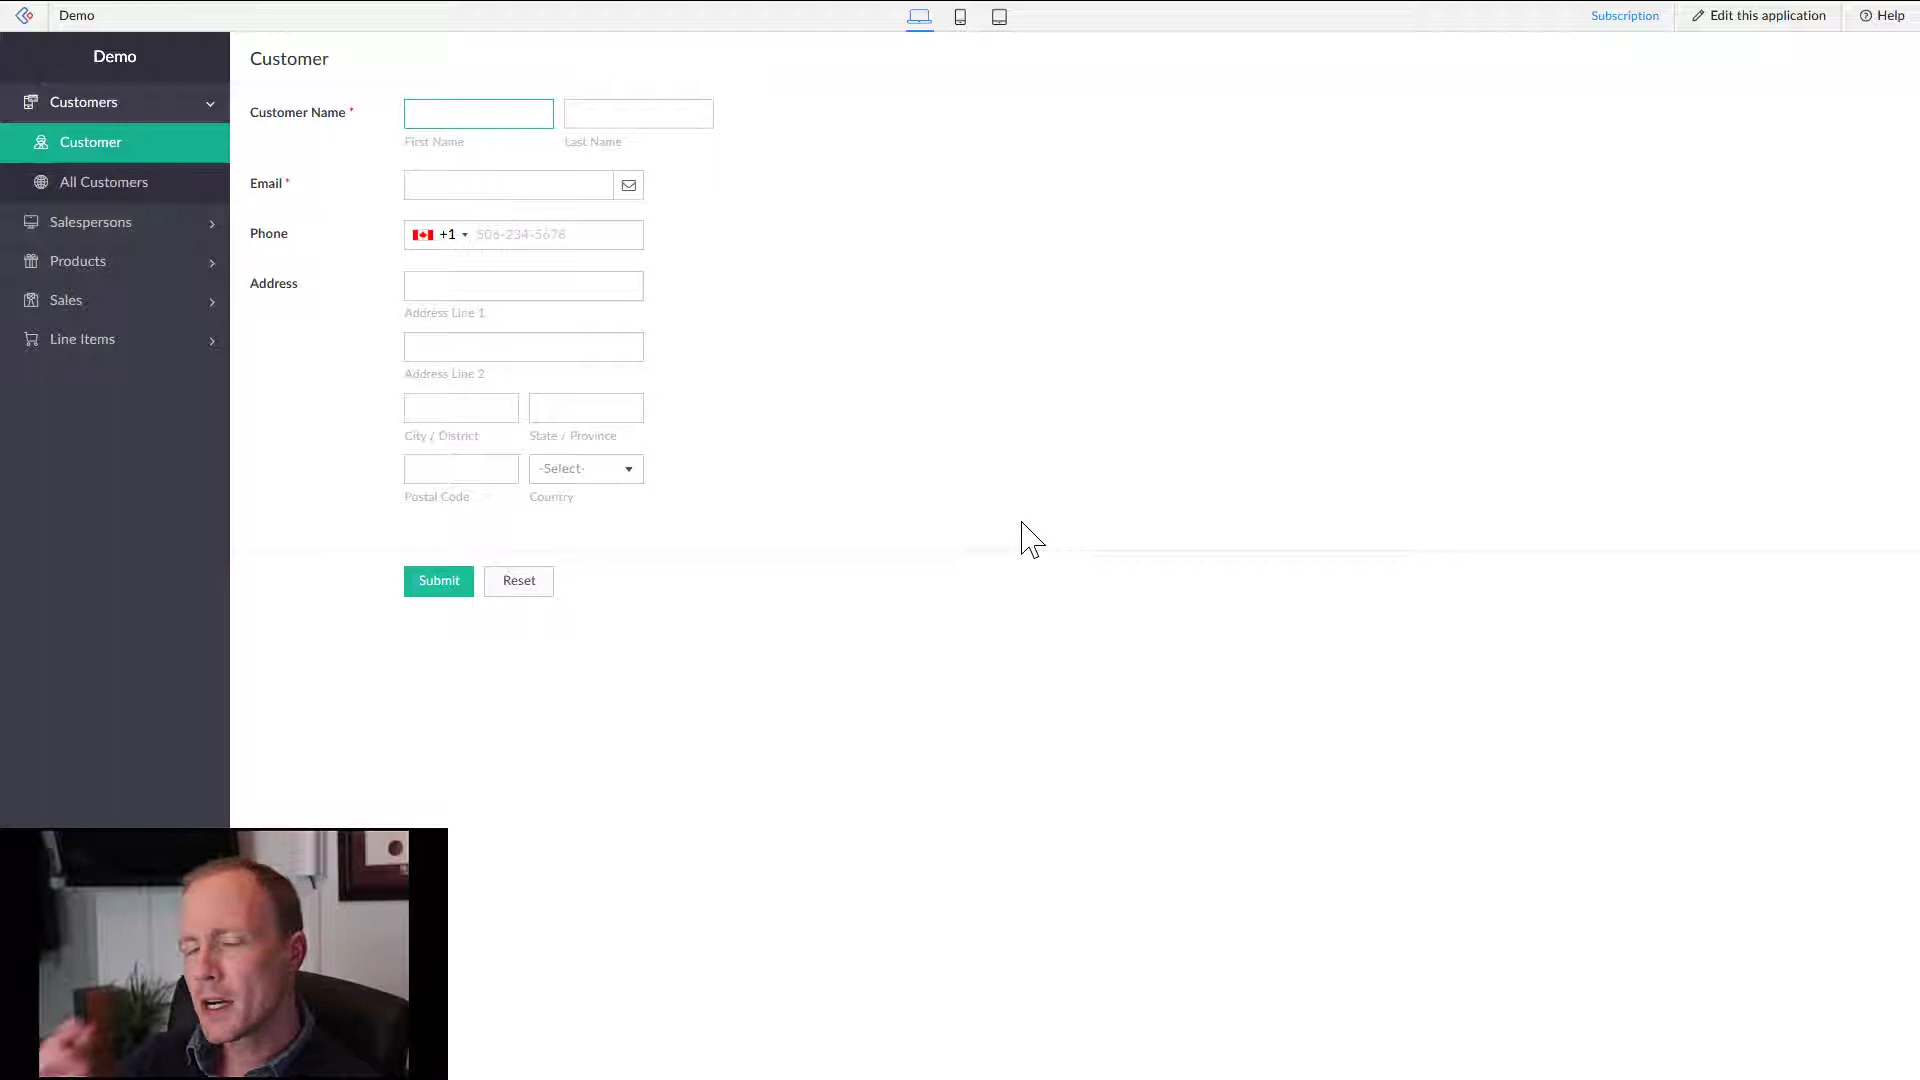 Demo
Subscription
Edit this application
Help
Demo
Customers
Customer
All Customers
Salespersons
Products
Sales
Line Items
Customer
Customer Name *
First Name
Last Name
Email *
Phone
+1
506-234-5678
Address
Address Line 1
Address Line 2
City / District
State / Province
-Select-
Postal Code
Country
Submit
Reset